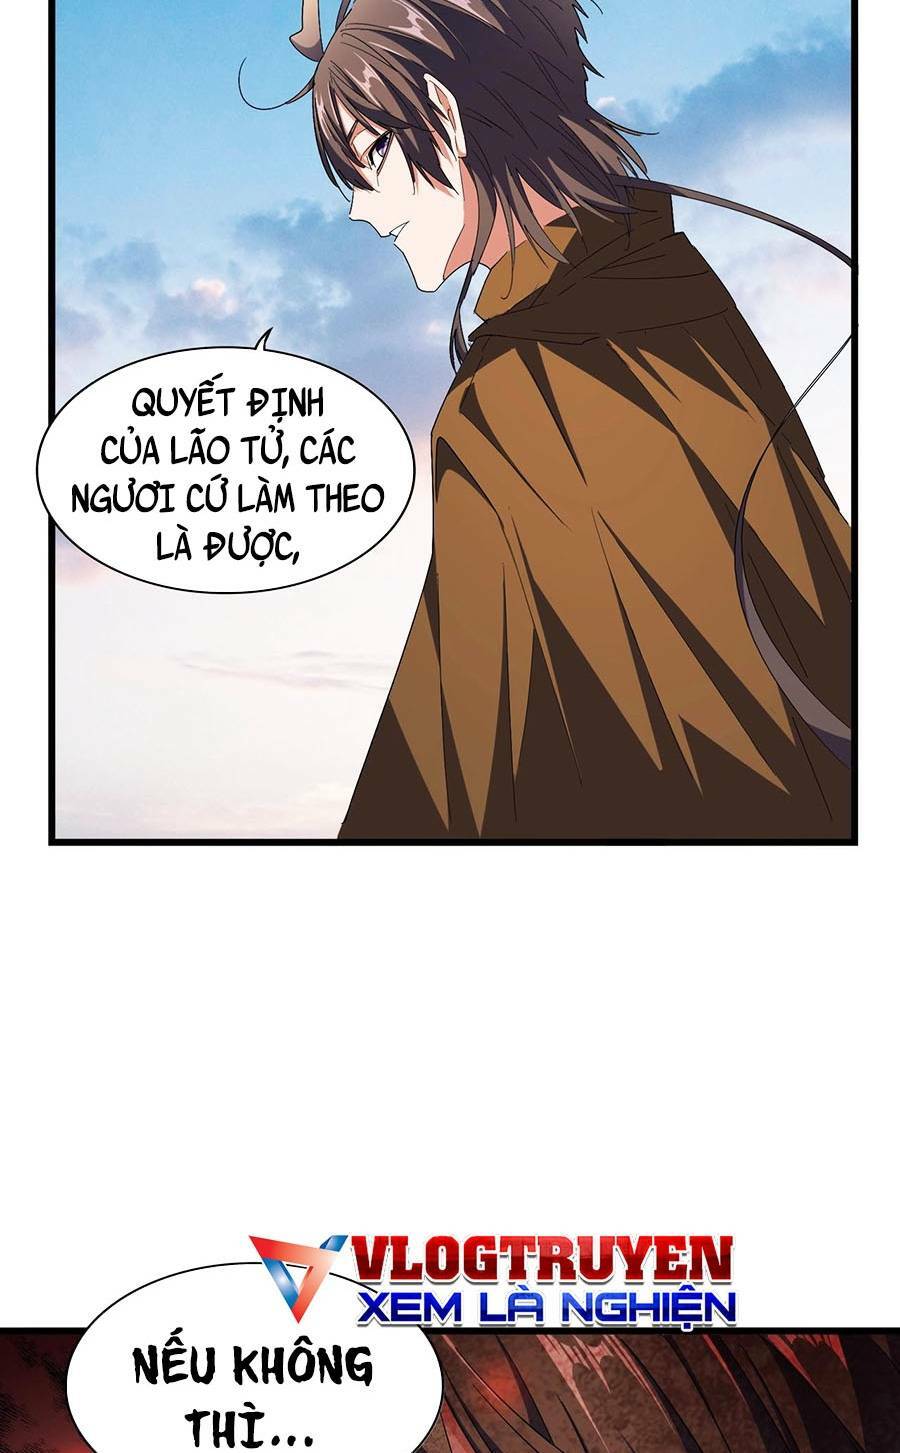 QUYẾT ĐỊNH
CỦA LÃO TỬ, CÁC
NGƯƠI CỨ LÀM THEO
LÀ ĐƯỢC,
VLOGTRUYEN
XEM LÀ NGHIỆN
NẾU KHÔNG
THÌ...